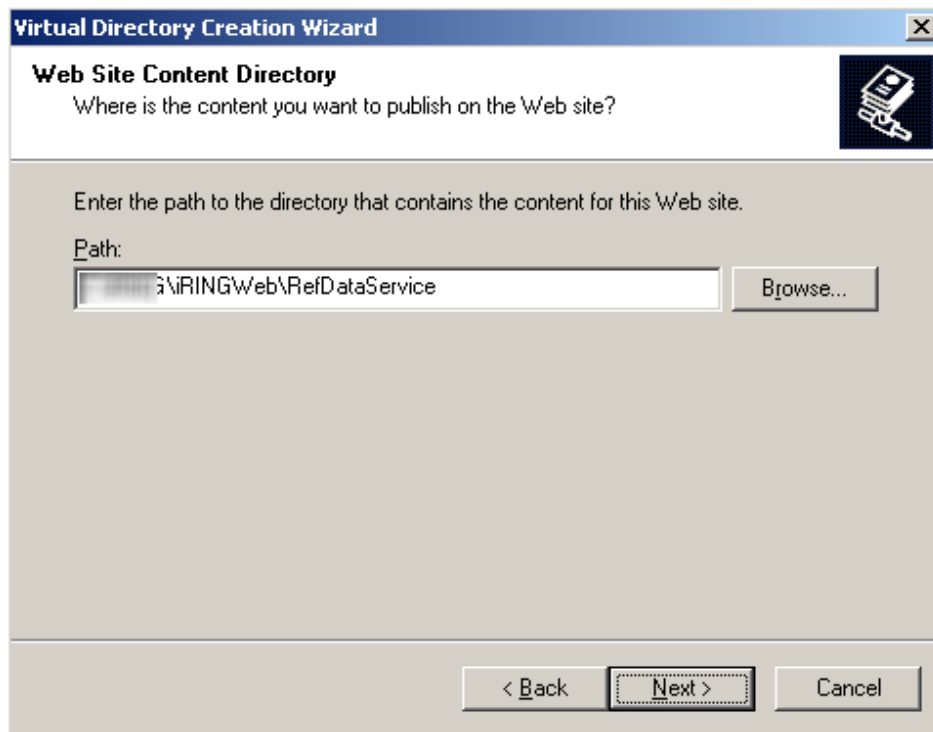 Virtual Directory Creation Wizard
Web Site Content Directory
Where is the content you want to publish on the Web site?
Enter the path to the directory that contains the content for this Web site.
Path:
\iRINGWeb\RefDataService
Browse...
< Back
Next >
Cancel